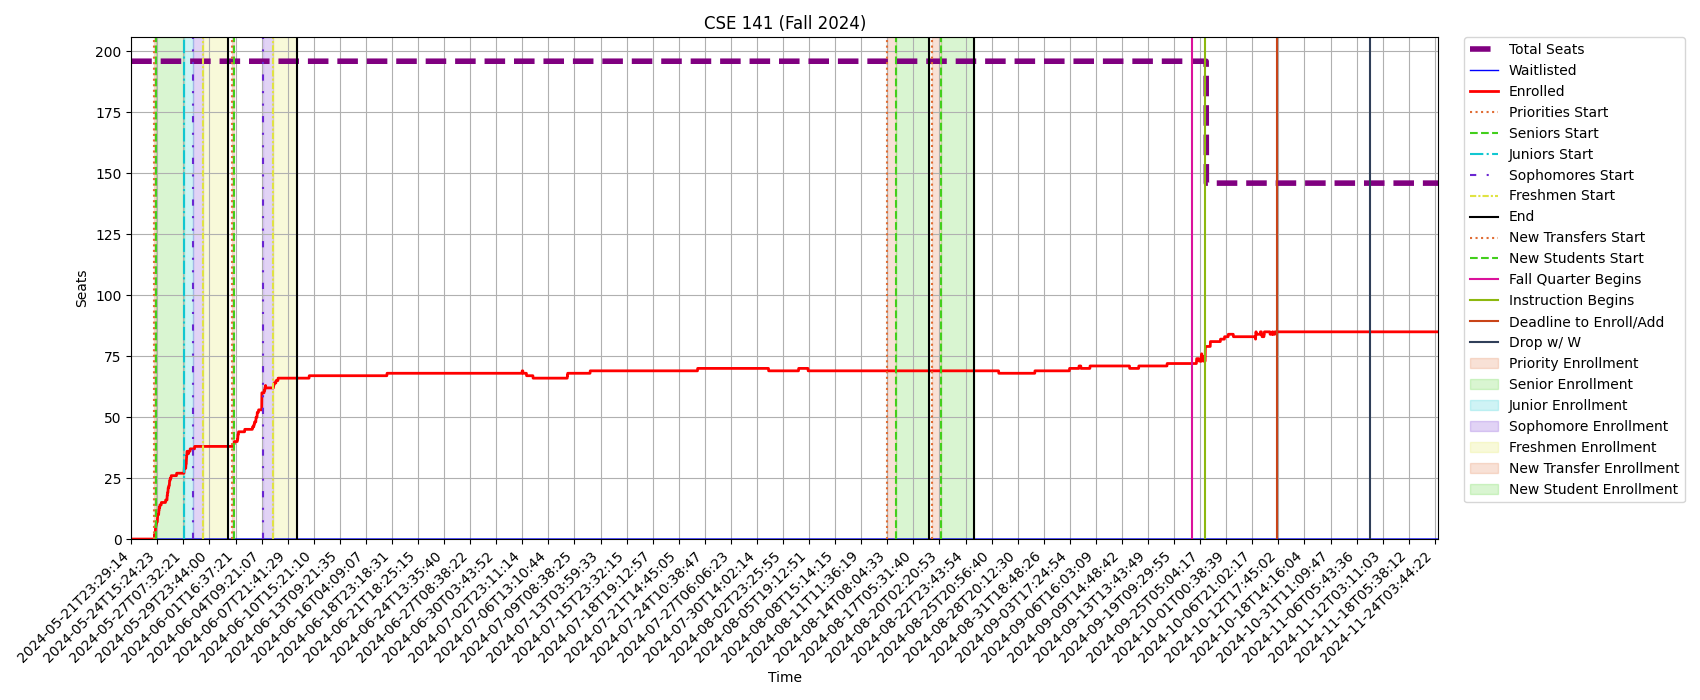 CSE 141 (Fall 2024)
Seats
200
175
150
125
100
75
50
25
0
2024-05-21T23:29:14
2024-05-24T15:24:23
2024-05-27T07:32:21
2024-05-29T23:44:00
2024-06-01T16:37:21
2024-06-04T09:21:07
2024-06-07T21:41:29
2024-06-10T15:21:10
2024-06-13T09:21:35
2024-06-16T04:09:07
2024-06-18T23:18:31
2024-06-21T18:25:15
2024-06-24T13:35:40
2024-06-27T08:38:22
2024-06-30T03:43:52
2024-07-02T23:11:14
2024-07-06T13:10:44
2024-07-09T08:38:25
2024-07-13T03:59:33
2024-07-15T23:32:15
2024-07-18T19:12:57
2024-07-21T14:45:05
2024-07-24T10:38:47
2024-07-27T06:06:23
2024-07-30T14:02:14
2024-08-02T23:25:55
2024-08-05T19:12:51
2024-08-08T15:14:15
2024-08-11T11:36:19
2024-08-14T08:04:33
2024-08-17T05:31:40
2024-08-20T02:20:53
2024-08-22T23:43:54
2024-08-25T20:56:40
2024-08-28T20:12:30
2024-08-31T18:48:26
2024-09-03T17:24:54
2024-09-06T16:03:09
2024-09-09T14:48:42
2024-09-13T13:43:49
2024-09-19T09:29:55
2024-09-25T05:04:17
2024-10-01T00:38:39
2024-10-06T21:02:17
2024-10-12T17:45:02
2024-10-18T14:16:04
2024-10-31T11:09:47
2024-11-06T05:43:36
2024-11-12T03:11:03
2024-11-18T05:38:12
2024-11-24T03:44:22
Time
Total Seats
Waitlisted
Enrolled
Priorities Start
Seniors Start
Juniors Start
Sophomores Start
Freshmen Start
End
New Transfers Start
New Students Start
Fall Quarter Begins
Instruction Begins
Deadline to Enroll/Add
Drop w/ W
Priority Enrollment
Senior Enrollment
Junior Enrollment
Sophomore Enrollment
Freshmen Enrollment
New Transfer Enrollment
New Student Enrollment